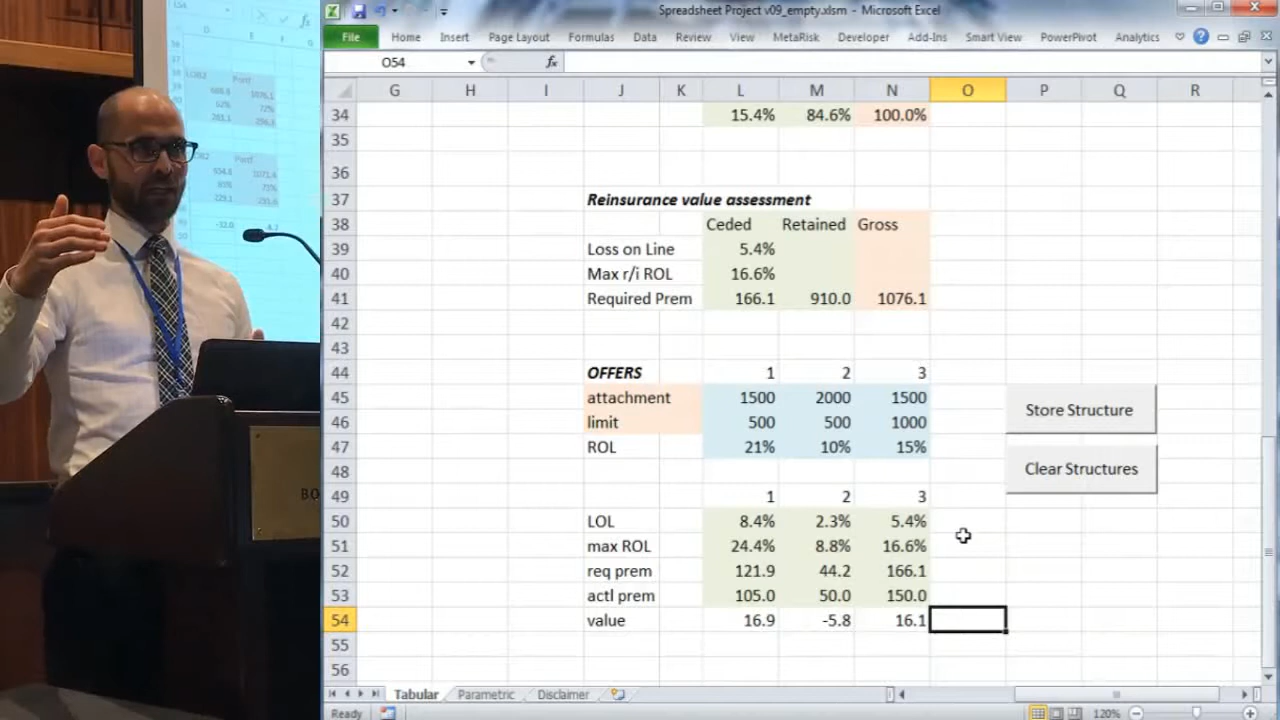 Spreadsheet Project v09_empty.xlsm - Microsoft Excel
File Home Insert Page Layout Formulas Data Review View MetaRisk Developer Add-Ins Smart View PowerPivot Analytics
O54 fx
G H I J K L M N O P Q R
34 15.4% 84.6% 100.0%
35
36
37 Reinsurance value assessment
38 Ceded Retained Gross
39 Loss on Line 5.4%
40 Max r/i ROL 16.6%
41 Required Prem 166.1 910.0 1076.1
42
43
44 OFFERS 1 2 3
45 attachment 1500 2000 1500
Store Structure
46 limit 500 500 1000
47 ROL 21% 10% 15%
48
Clear Structures
49 1 2 3
50 LOL 8.4% 2.3% 5.4%
51 max ROL 24.4% 8.8% 16.6%
52 req prem 121.9 44.2 166.1
53 actl prem 105.0 50.0 150.0
54 value 16.9 -5.8 16.1
55
56
Tabular Parametric Disclaimer
Ready 120%
BO